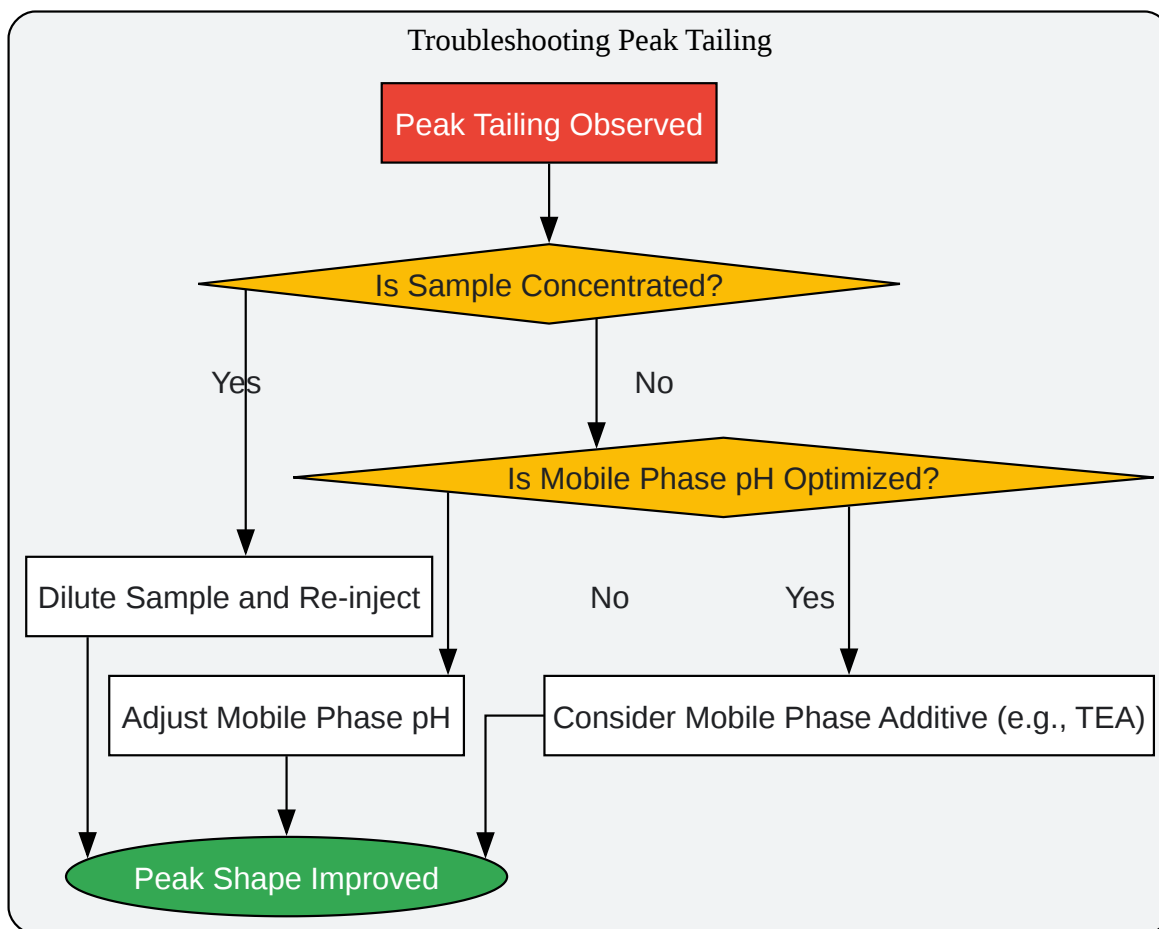 Troubleshooting Peak Tailing
Peak Tailing Observed
Is Sample Concentrated?
Yes
No
Is Mobile Phase pH Optimized?
Dilute Sample and Re-inject
No
Yes
Adjust Mobile Phase pH
Consider Mobile Phase Additive (e.g., TEA)
Peak Shape Improved